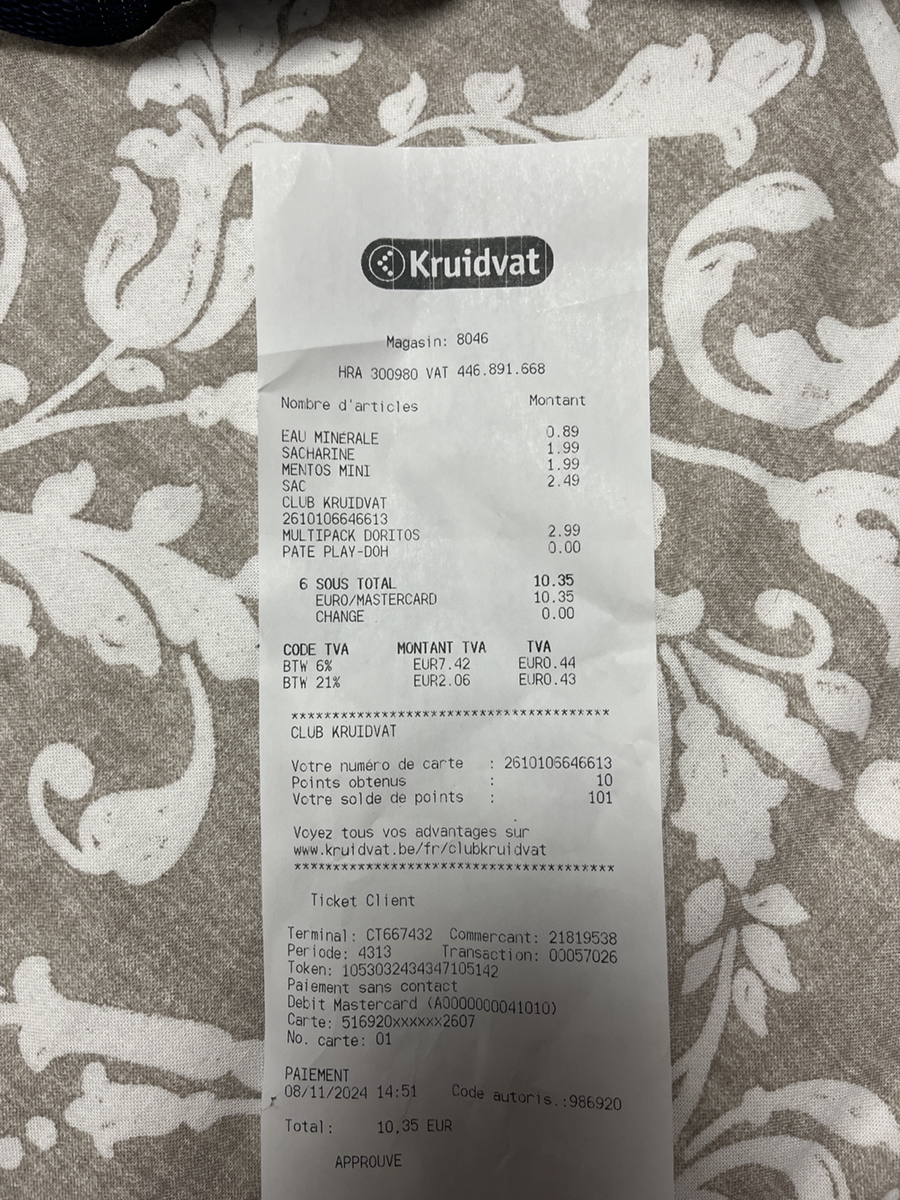 Kruidvat
Magasin: 8046
HRA 300980 VAT 446.891.668
Nombre d'articles Montant
EAU MINERALE 0.89
SACHARINE 1.99
MENTOS MINI 1.99
SAC 2.49
CLUB KRUIDVAT
2610106646613
MULTIPACK DORITOS 2.99
PATE PLAY-DOH 0.00
6 SOUS TOTAL 10.35
EURO/MASTERCARD 10.35
CHANGE 0.00
CODE TVA MONTANT TVA TVA
BTW 6% EUR7.42 EUR0.44
BTW 21% EUR2.06 EUR0.43
***************************************
CLUB KRUIDVAT
Votre numéro de carte : 2610106646613
Points obtenus : 10
Votre solde de points : 101
Voyez tous vos advantages sur
www.kruidvat.be/fr/clubkruidvat
***************************************
Ticket Client
Terminal: CT667432 Commercant: 21819538
Periode: 4313 Transaction: 00057026
Token: 1053032434347105142
Paiement sans contact
Debit Mastercard (A0000000041010)
Carte: 516920xxxxxx2607
No. carte: 01
PAIEMENT
08/11/2024 14:51 Code autoris.:986920
Total: 10,35 EUR
APPROUVE